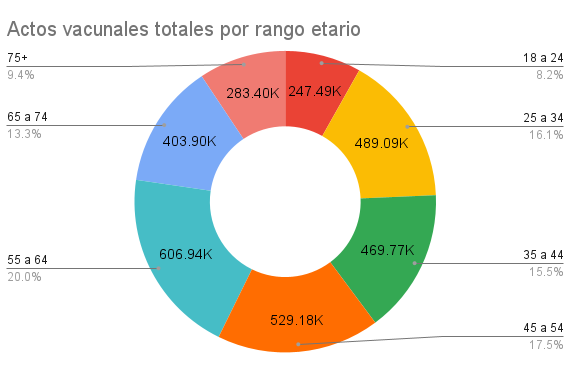 Actos vacunales totales por rango etario
75+
9.4%
18 a 24
8.2%
283.40K
247.49K
65 a 74
13.3%
25 a 34
16.1%
403.90K
489.09K
55 a 64
20.0%
35 a 44
15.5%
606.94K
469.77K
529.18K
45 a 54
17.5%